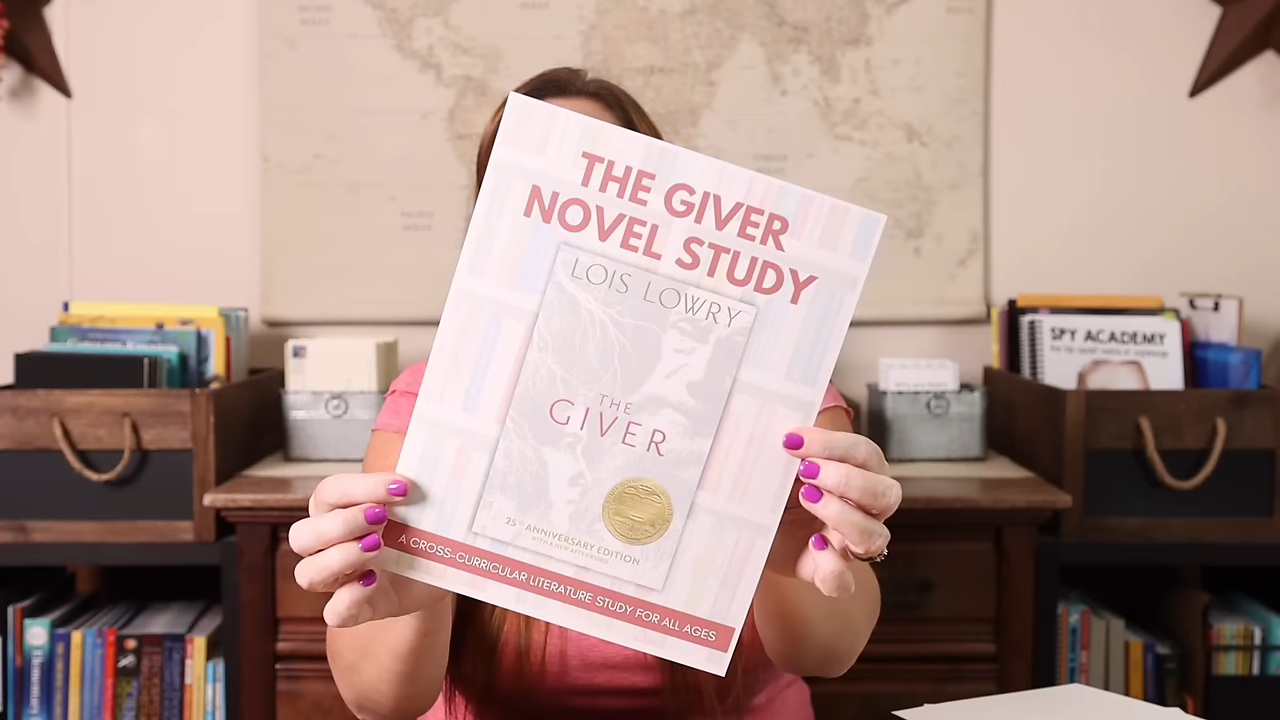 THE GIVER
NOVEL STUDY
LOIS LOWRY
THE
GIVER
25TH ANNIVERSARY EDITION
WITH A NEW AFTERWORD
A CROSS-CURRICULAR LITERATURE STUDY FOR ALL AGES
SPY ACADEMY